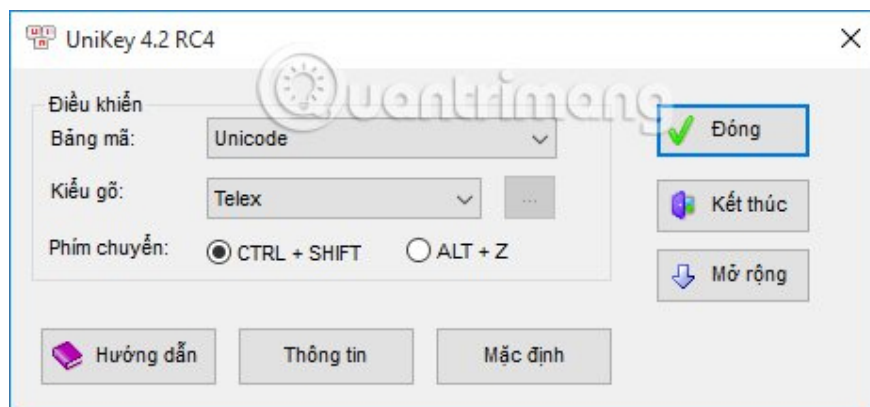 UniKey 4.2 RC4
Quantrimang
Điều khiển
Bảng mã:
Unicode
Đóng
Kiểu gõ:
Telex
...
Kết thúc
Phím chuyển:
CTRL + SHIFT
ALT + Z
Mở rộng
Hướng dẫn
Thông tin
Mặc định